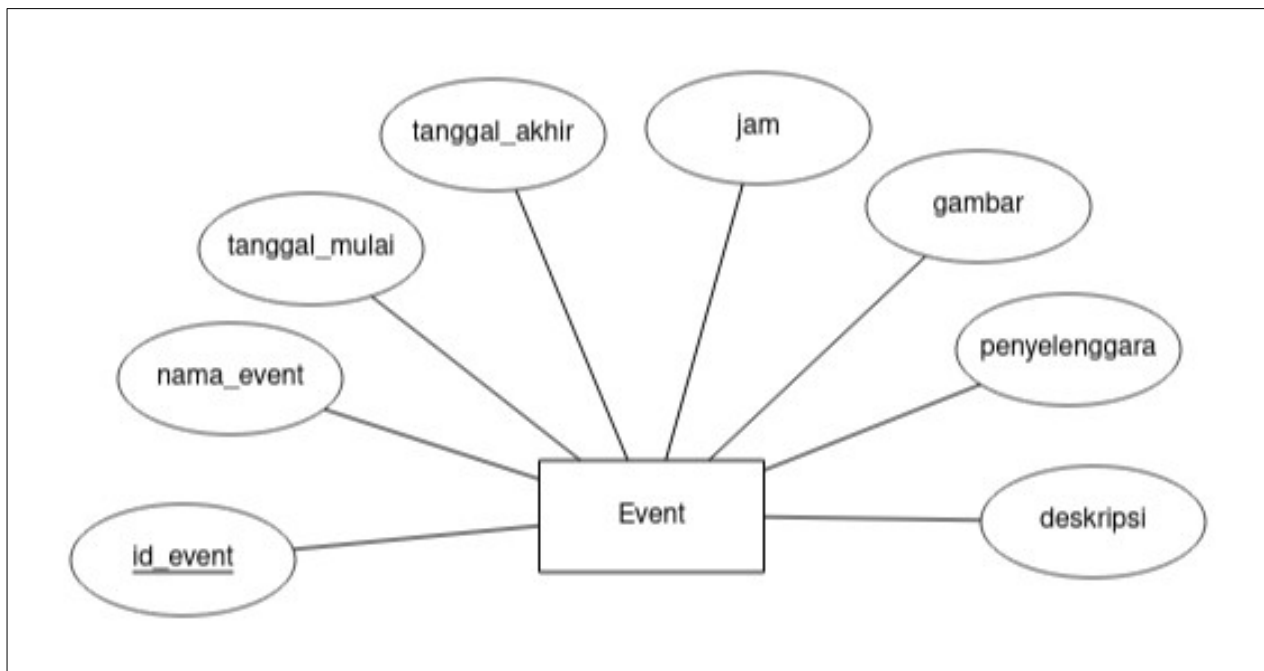 tanggal_akhir
jam
gambar
tanggal_mulai
penyelenggara
nama_event
Event
deskripsi
id_event